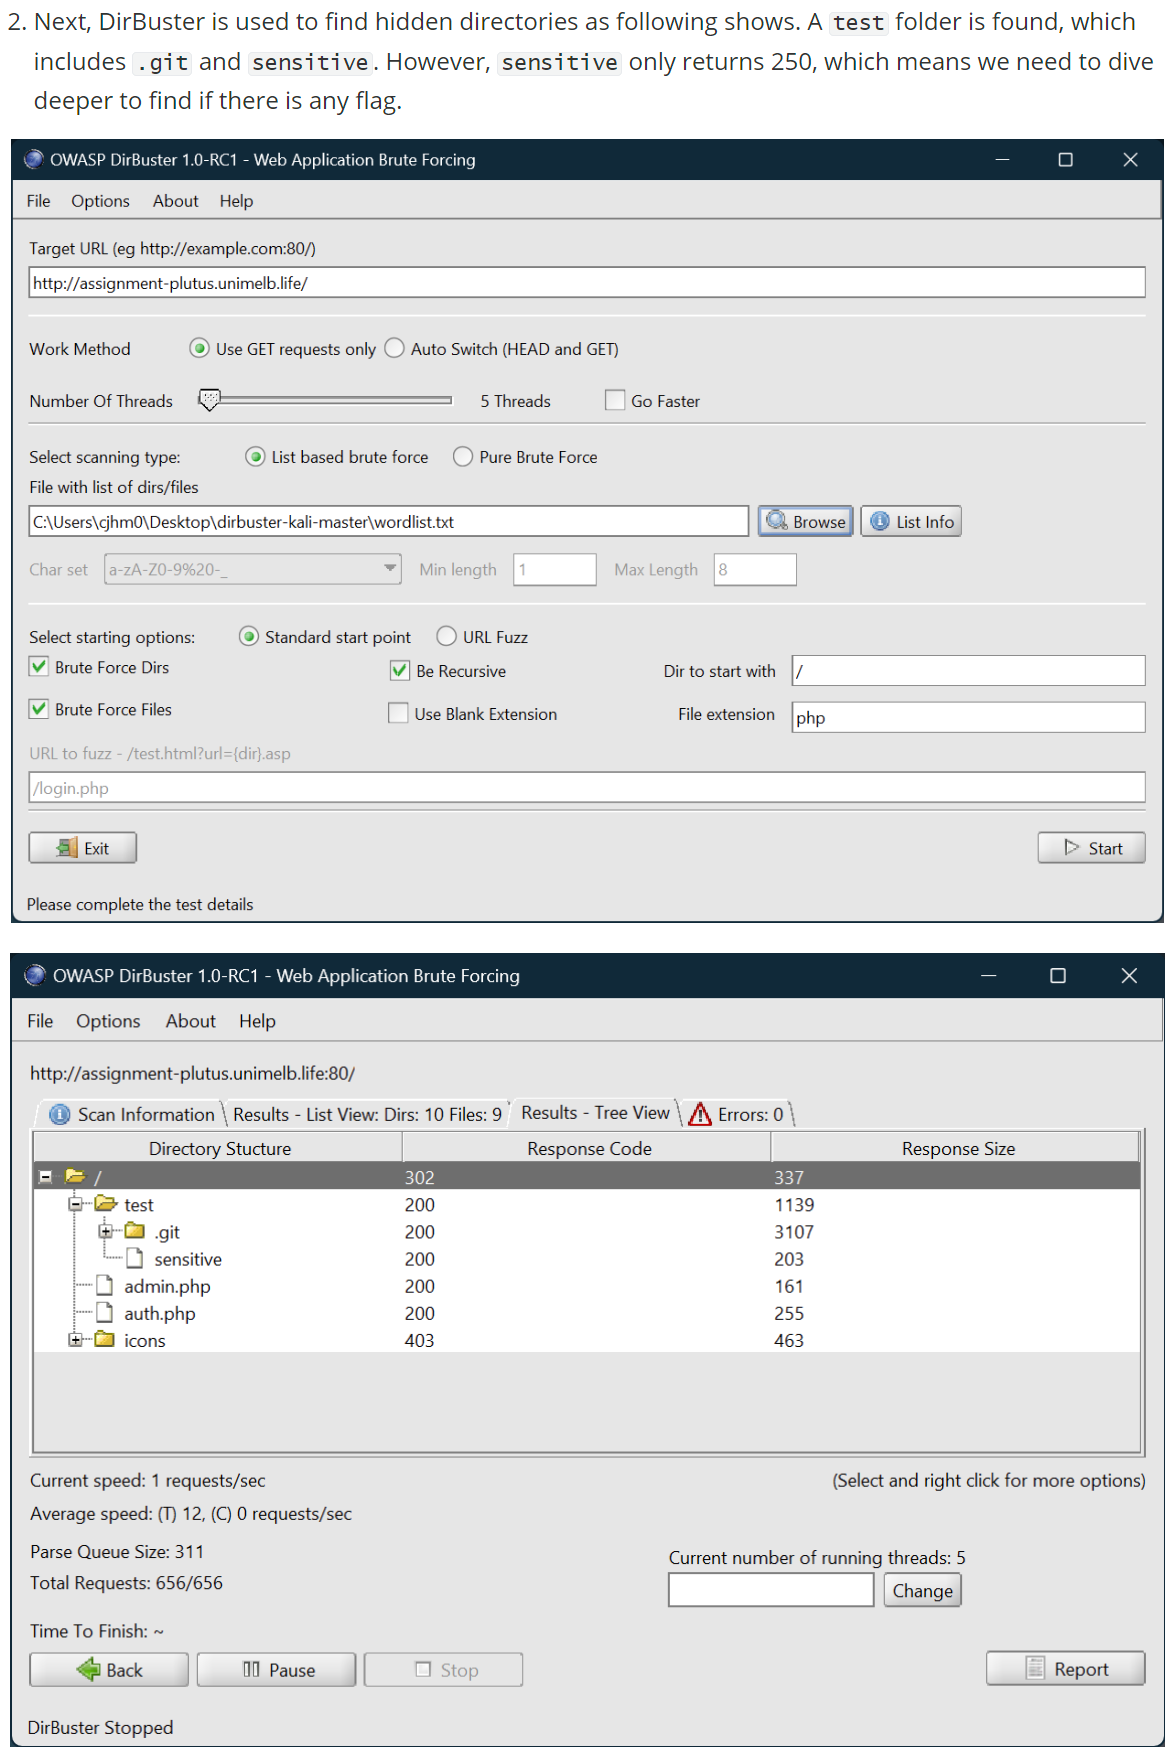 2. Next, DirBuster is used to find hidden directories as following shows. A test folder is found, which
includes .git and sensitive. However, sensitive only returns 250, which means we need to dive
deeper to find if there is any flag.
OWASP DirBuster 1.0-RC1 - Web Application Brute Forcing
File Options About Help
Target URL (eg http://example.com:80/)
http://assignment-plutus.unimelb.life/
Work Method Use GET requests only Auto Switch (HEAD and GET)
Number Of Threads 5 Threads Go Faster
Select scanning type: List based brute force Pure Brute Force
File with list of dirs/files
C:\Users\cjhm0\Desktop\dirbuster-kali-master\wordlist.txt Browse List Info
Char set a-zA-Z0-9%20-_ Min length 1 Max Length 8
Select starting options: Standard start point URL Fuzz
Brute Force Dirs Be Recursive Dir to start with /
Brute Force Files Use Blank Extension File extension php
URL to fuzz - /test.html?url={dir}.asp
/login.php
Exit Start
Please complete the test details
OWASP DirBuster 1.0-RC1 - Web Application Brute Forcing
File Options About Help
http://assignment-plutus.unimelb.life:80/
Scan Information Results - List View: Dirs: 10 Files: 9 Results - Tree View Errors: 0
Directory Stucture Response Code Response Size
/ 302 337
test 200 1139
.git 200 3107
sensitive 200 203
admin.php 200 161
auth.php 200 255
icons 403 463
Current speed: 1 requests/sec (Select and right click for more options)
Average speed: (T) 12, (C) 0 requests/sec
Parse Queue Size: 311
Current number of running threads: 5
Total Requests: 656/656
Change
Time To Finish: ~
Back Pause Stop Report
DirBuster Stopped